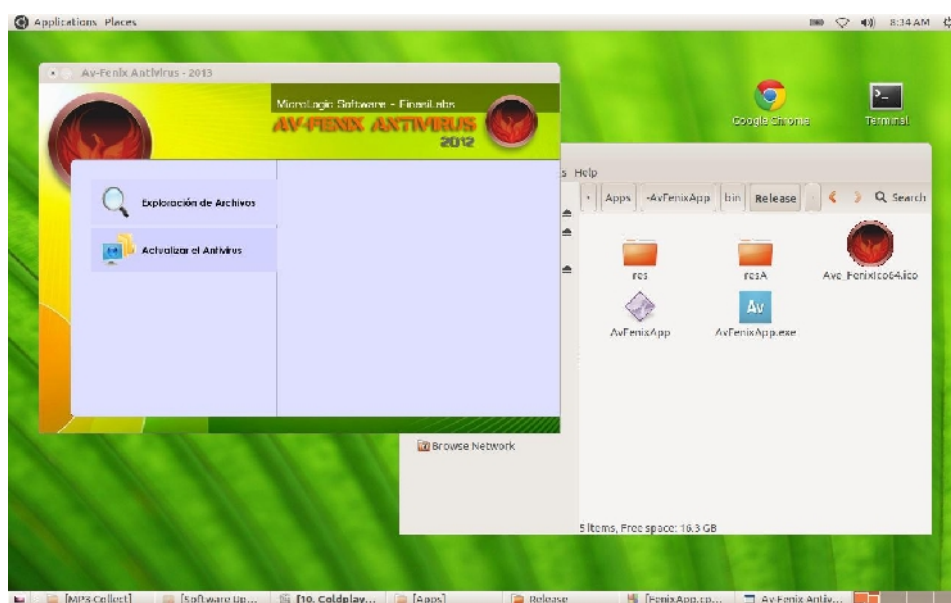 Applications Places
8:34 AM
Av-Fenix Antivirus - 2013
MicroLogic Software - FinasiLabs
AV-FENIX ANTIVIRUS
2012
Exploración de Archivos
Actualizar el Antivirus
Google Chrome
Terminal
Help
Apps -AvFenixApp bin Release Search
res
resA
Ave_FenixIco64.ico
AvFenixApp
Av
AvFenixApp.exe
Browse Network
5 items, Free space: 16.3 GB
[MP3-Collect] [Software Up... [10. Coldplay... [Apps] Release [FenixApp.cp... Av-Fenix Antiv...